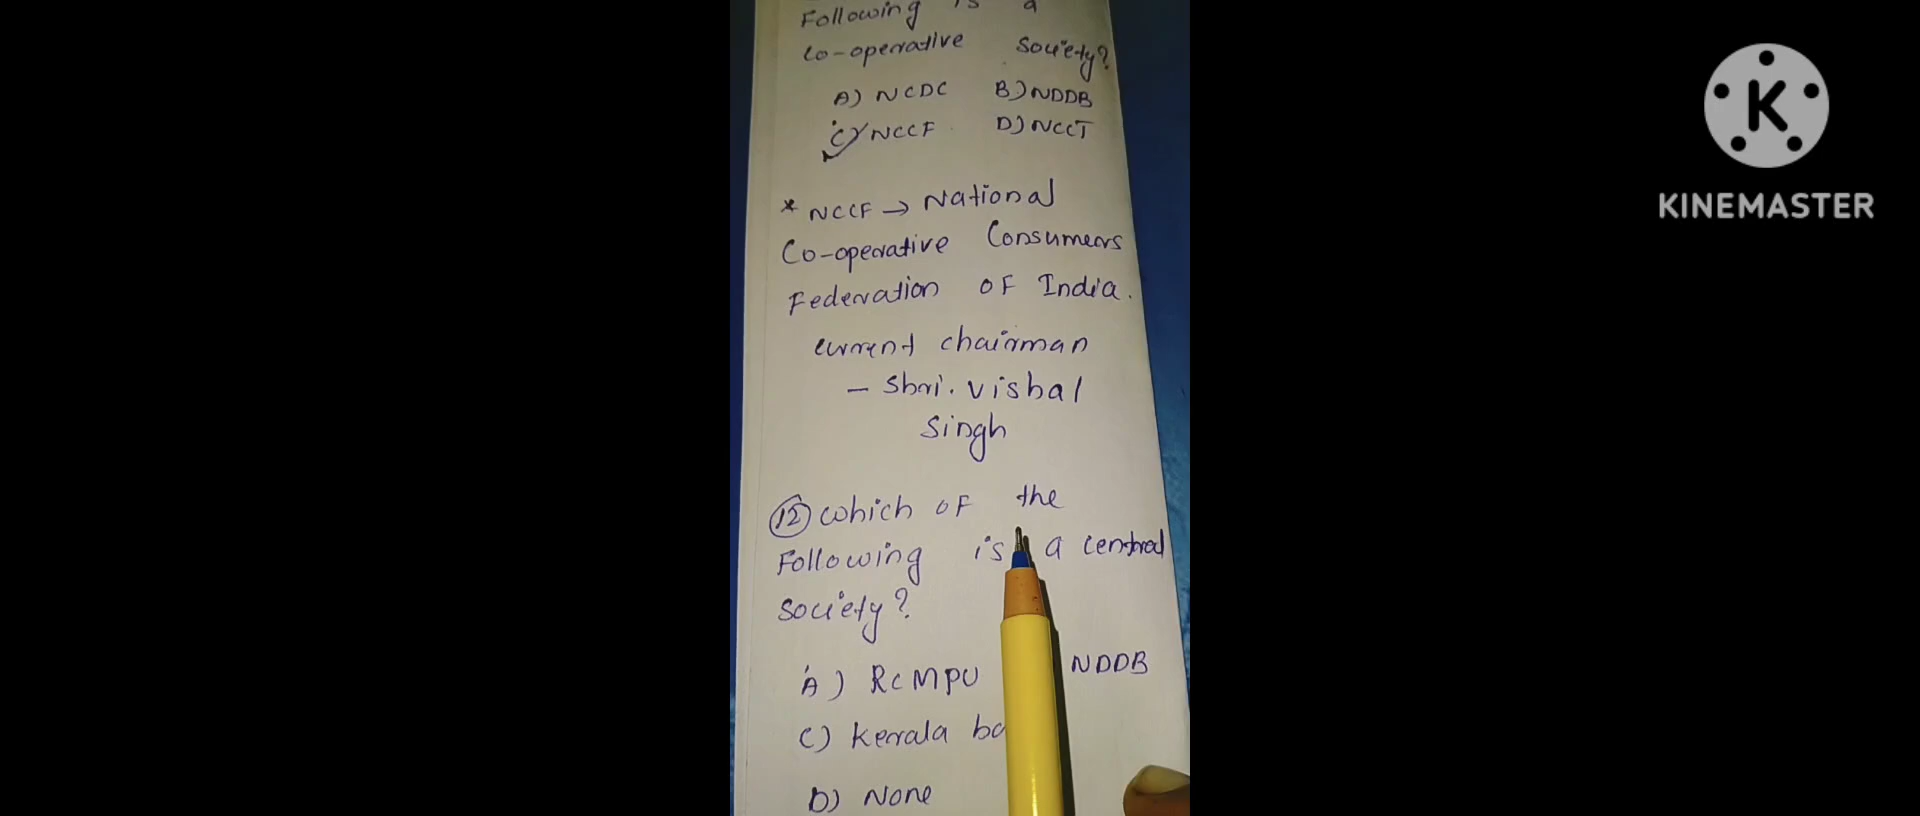 Following is a
Co-operative Society?
A) NCDC B) NDDB
C) NCCF D) NCCT
* NCCF → National
Co-operative Consumers
Federation OF India.
current chairman
- Shri. Vishal
Singh
12 Which OF the
Following is a central
Society?
A) RCMPU NDDB
C) Kerala
D) None
K
KINEMASTER